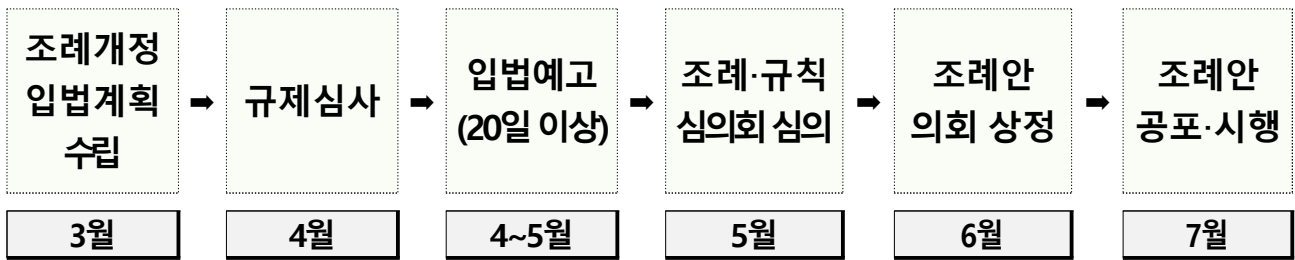 조례개정
입법계획
수립
➡
규제심사
➡
입법예고
(20일 이상)
➡
조례·규칙
심의회 심의
➡
조례안
의회 상정
➡
조례안
공포·시행
3월
4월
4~5월
5월
6월
7월